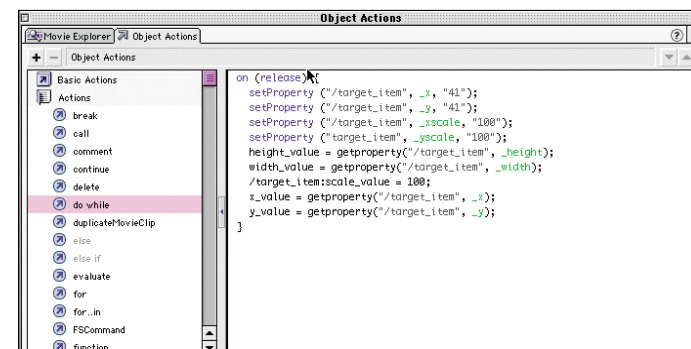 Object Actions
Movie Explorer Object Actions ?
+ - Object Actions
Basic Actions
Actions
break
call
comment
continue
delete
do while
duplicateMovieClip
else
else if
evaluate
for
for..in
FSCommand
function
on (release) {
setProperty ("/target_item", _x, "41");
setProperty ("/target_item", _y, "41");
setProperty ("/target_item", _xscale, "100");
setProperty ("target_item", _yscale, "100");
height_value = getproperty("/target_item", _height);
width_value = getproperty("/target_item", _width);
/target_item:scale_value = 100;
x_value = getproperty("/target_item", _x);
y_value = getproperty("/target_item", _y);
}